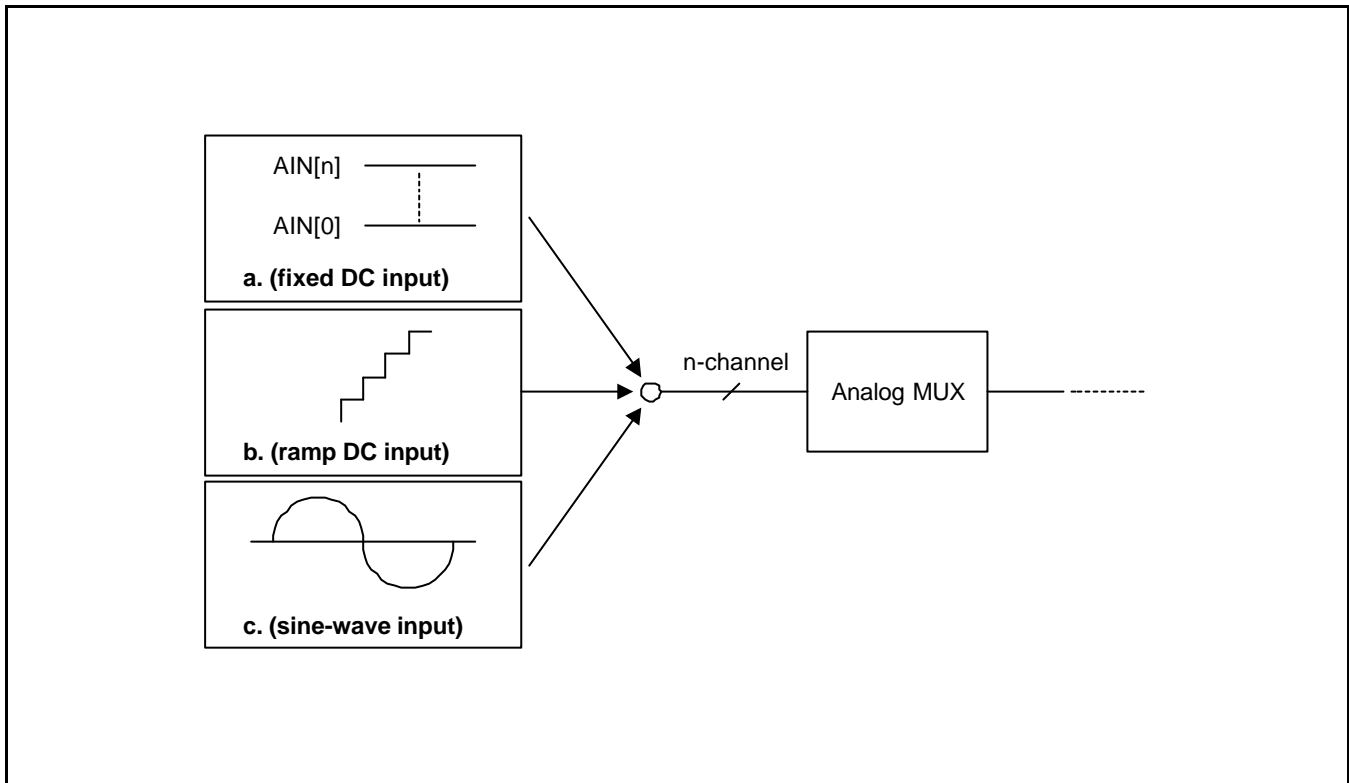 AIN[n]
AIN[0]
a. (fixed DC input)
b. (ramp DC input)
c. (sine-wave input)
n-channel
Analog MUX